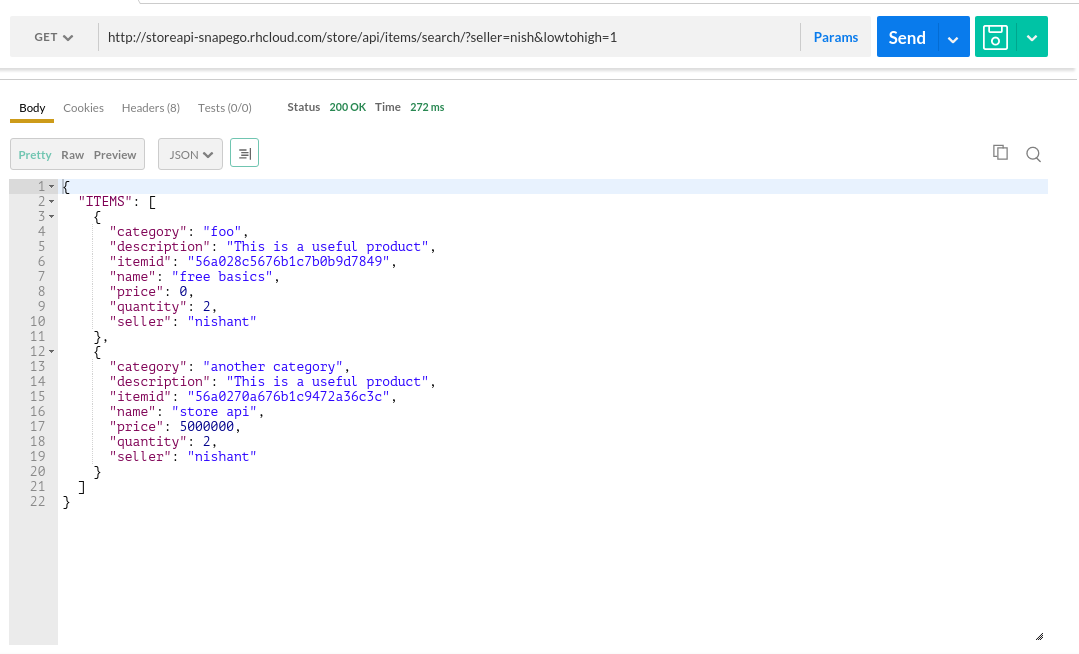 GET http://storeapi-snapego.rhcloud.com/store/api/items/search/?seller=nish&lowtohigh=1 Params Send
Body Cookies Headers (8) Tests (0/0) Status 200 OK Time 272 ms
Pretty Raw Preview JSON
1 {
2 "ITEMS": [
3 {
4 "category": "foo",
5 "description": "This is a useful product",
6 "itemid": "56a028c5676b1c7b0b9d7849",
7 "name": "free basics",
8 "price": 0,
9 "quantity": 2,
10 "seller": "nishant"
11 },
12 {
13 "category": "another category",
14 "description": "This is a useful product",
15 "itemid": "56a0270a676b1c9472a36c3c",
16 "name": "store api",
17 "price": 5000000,
18 "quantity": 2,
19 "seller": "nishant"
20 }
21 ]
22 }